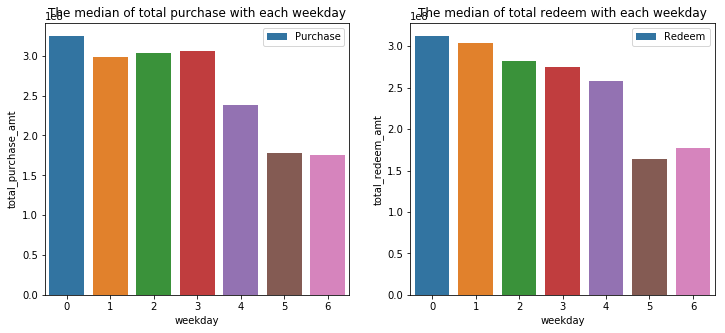 The median of total purchase with each weekday
1e8
Purchase
total_purchase_amt
3.0
2.5
2.0
1.5
1.0
0.5
0.0
0 1 2 3 4 5 6
weekday
The median of total redeem with each weekday
1e8
Redeem
total_redeem_amt
3.0
2.5
2.0
1.5
1.0
0.5
0.0
0 1 2 3 4 5 6
weekday